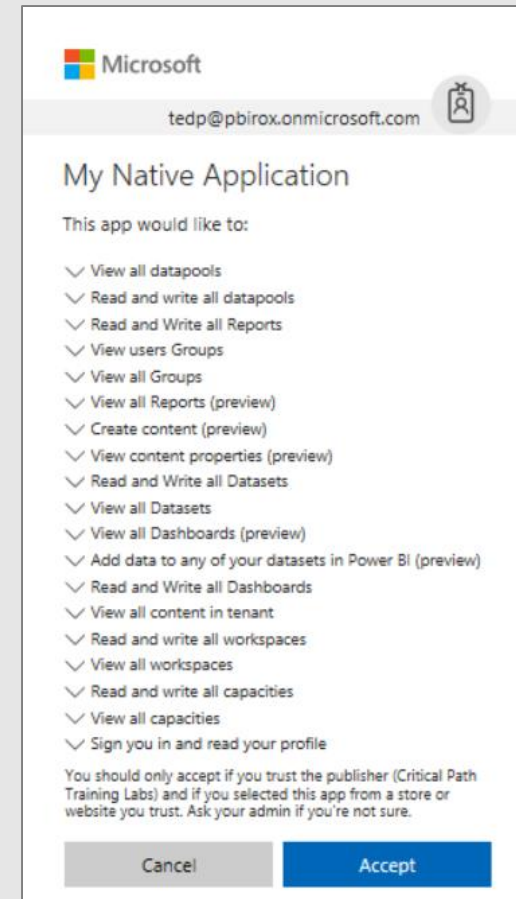 Microsoft
tedp@pbirox.onmicrosoft.com
My Native Application
This app would like to:
View all datapools
Read and write all datapools
Read and Write all Reports
View users Groups
View all Groups
View all Reports (preview)
Create content (preview)
View content properties (preview)
Read and Write all Datasets
View all Datasets
View all Dashboards (preview)
Add data to any of your datasets in Power BI (preview)
Read and Write all Dashboards
View all content in tenant
Read and write all workspaces
View all workspaces
Read and write all capacities
View all capacities
Sign you in and read your profile
You should only accept if you trust the publisher (Critical Path
Training Labs) and if you selected this app from a store or
website you trust. Ask your admin if you're not sure.
Cancel
Accept